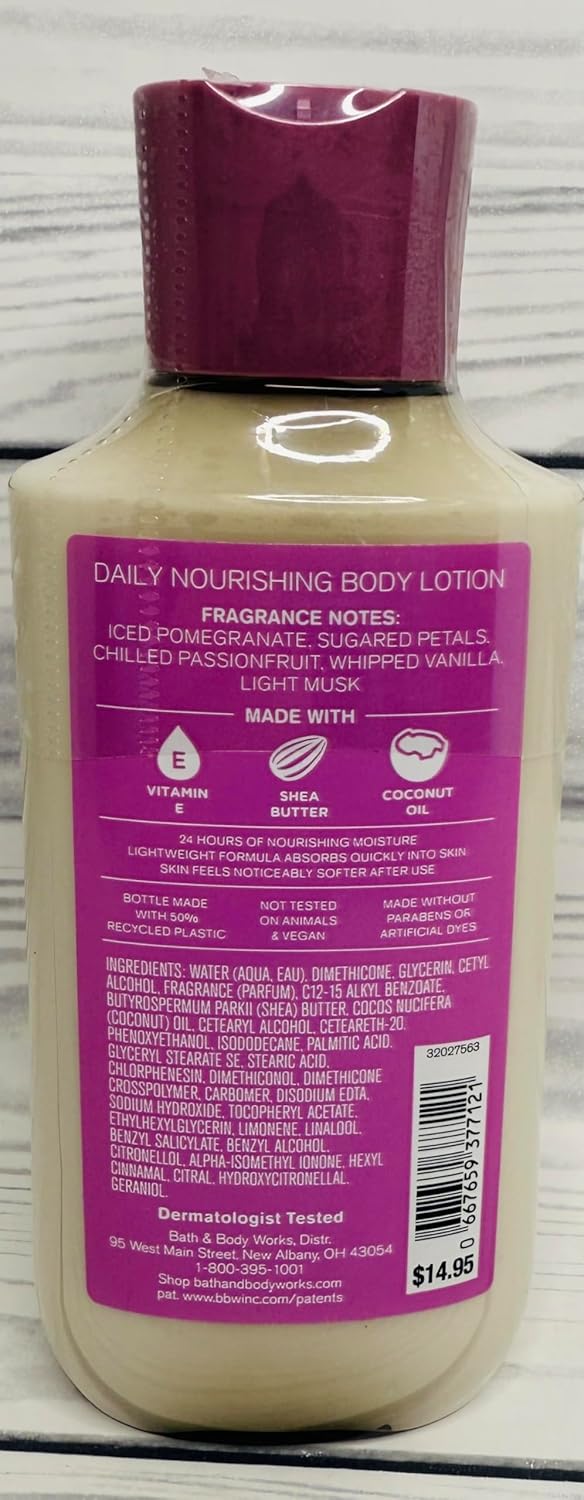 DAILY NOURISHING BODY LOTION
FRAGRANCE NOTES:
ICED POMEGRANATE, SUGARED PETALS,
CHILLED PASSIONFRUIT, WHIPPED VANILLA,
LIGHT MUSK
MADE WITH
E
VITAMIN
E
SHEA
BUTTER
COCONUT
OIL
24 HOURS OF NOURISHING MOISTURE
LIGHTWEIGHT FORMULA ABSORBS QUICKLY INTO SKIN
SKIN FEELS NOTICEABLY SOFTER AFTER USE
BOTTLE MADE
WITH 50%
RECYCLED PLASTIC
NOT TESTED
ON ANIMALS
& VEGAN
MADE WITHOUT
PARABENS OR
ARTIFICIAL DYES
INGREDIENTS: WATER (AQUA, EAU), DIMETHICONE, GLYCERIN, CETYL
ALCOHOL, FRAGRANCE (PARFUM), C12-15 ALKYL BENZOATE,
BUTYROSPERMUM PARKII (SHEA) BUTTER, COCOS NUCIFERA
(COCONUT) OIL, CETEARYL ALCOHOL, CETEARETH-20,
PHENOXYETHANOL, ISODODECANE, PALMITIC ACID,
GLYCERYL STEARATE SE, STEARIC ACID,
CHLORPHENESIN, DIMETHICONOL, DIMETHICONE
CROSSPOLYMER, CARBOMER, DISODIUM EDTA,
SODIUM HYDROXIDE, TOCOPHERYL ACETATE,
ETHYLHEXYLGLYCERIN, LIMONENE, LINALOOL,
BENZYL SALICYLATE, BENZYL ALCOHOL,
CITRONELLOL, ALPHA-ISOMETHYL IONONE, HEXYL
CINNAMAL, CITRAL, HYDROXYCITRONELLAL,
GERANIOL.
32027563
0 667659 377121
$14.95
Dermatologist Tested
Bath & Body Works, Distr.
95 West Main Street, New Albany, OH 43054
1-800-395-1001
Shop bathandbodyworks.com
pat. www.bbwinc.com/patents